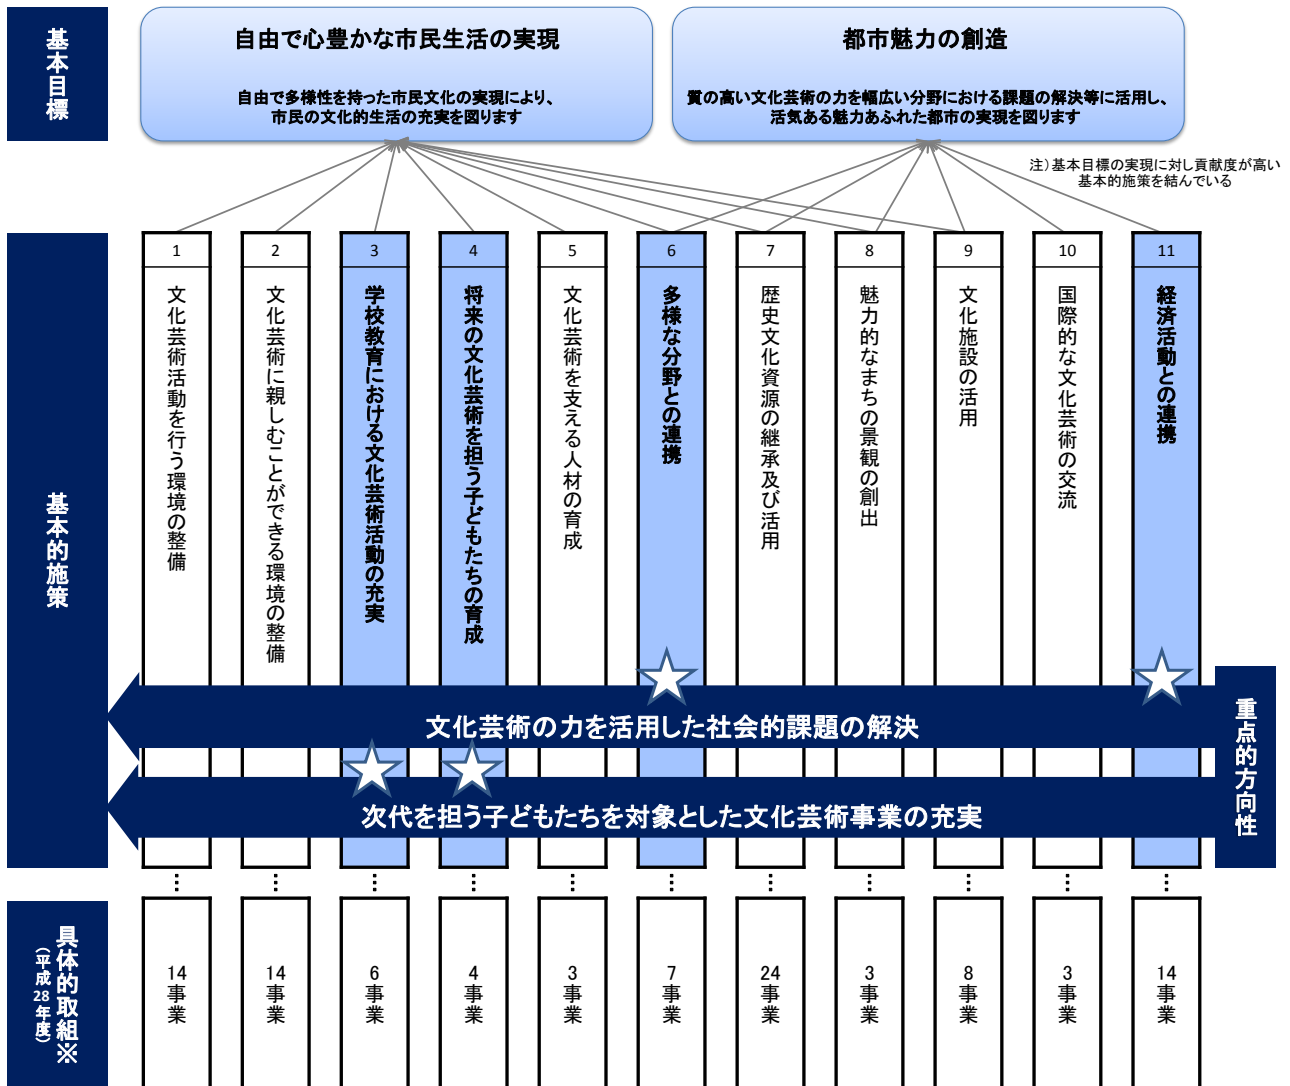 基本目標
自由で心豊かな市民生活の実現
自由で多様性を持った市民文化の実現により、
市民の文化的生活の充実を図ります
都市魅力の創造
質の高い文化芸術の力を幅広い分野における課題の解決等に活用し、
活気ある魅力あふれた都市の実現を図ります
注）基本目標の実現に対し貢献度が高い
基本的施策を結んでいる
基本的施策
1
文化芸術活動を行う環境の整備
2
文化芸術に親しむことができる環境の整備
3
学校教育における文化芸術活動の充実
4
将来の文化芸術を担う子どもたちの育成
5
文化芸術を支える人材の育成
6
多様な分野との連携
7
歴史文化資源の継承及び活用
8
魅力的なまちの景観の創出
9
文化施設の活用
10
国際的な文化芸術の交流
11
経済活動との連携
重点的方向性
文化芸術の力を活用した社会的課題の解決
次代を担う子どもたちを対象とした文化芸術事業の充実
…
…
…
…
…
…
…
…
…
…
…
具体的取組※
（平成28年度）
14事業
14事業
6事業
4事業
3事業
7事業
24事業
3事業
8事業
3事業
14事業